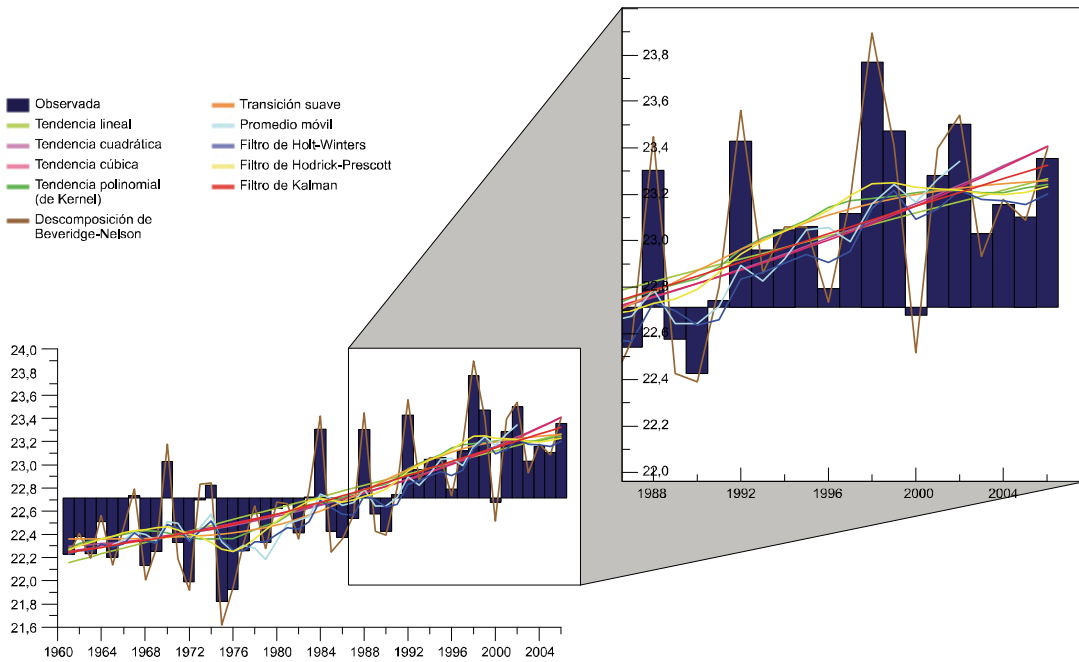 Observada
Tendencia lineal
Tendencia cuadrática
Tendencia cúbica
Tendencia polinomial
(de Kernel)
Descomposición de
Beveridge-Nelson
Transición suave
Promedio móvil
Filtro de Holt-Winters
Filtro de Hodrick-Prescott
Filtro de Kalman
23,8
23,6
23,4
23,2
23,0
22,8
22,6
22,4
22,2
22,0
1988 1992 1996 2000 2004
24,0
23,8
23,6
23,4
23,2
23,0
22,8
22,6
22,4
22,2
22,0
21,8
21,6
1960 1964 1968 1972 1976 1980 1984 1988 1992 1996 2000 2004